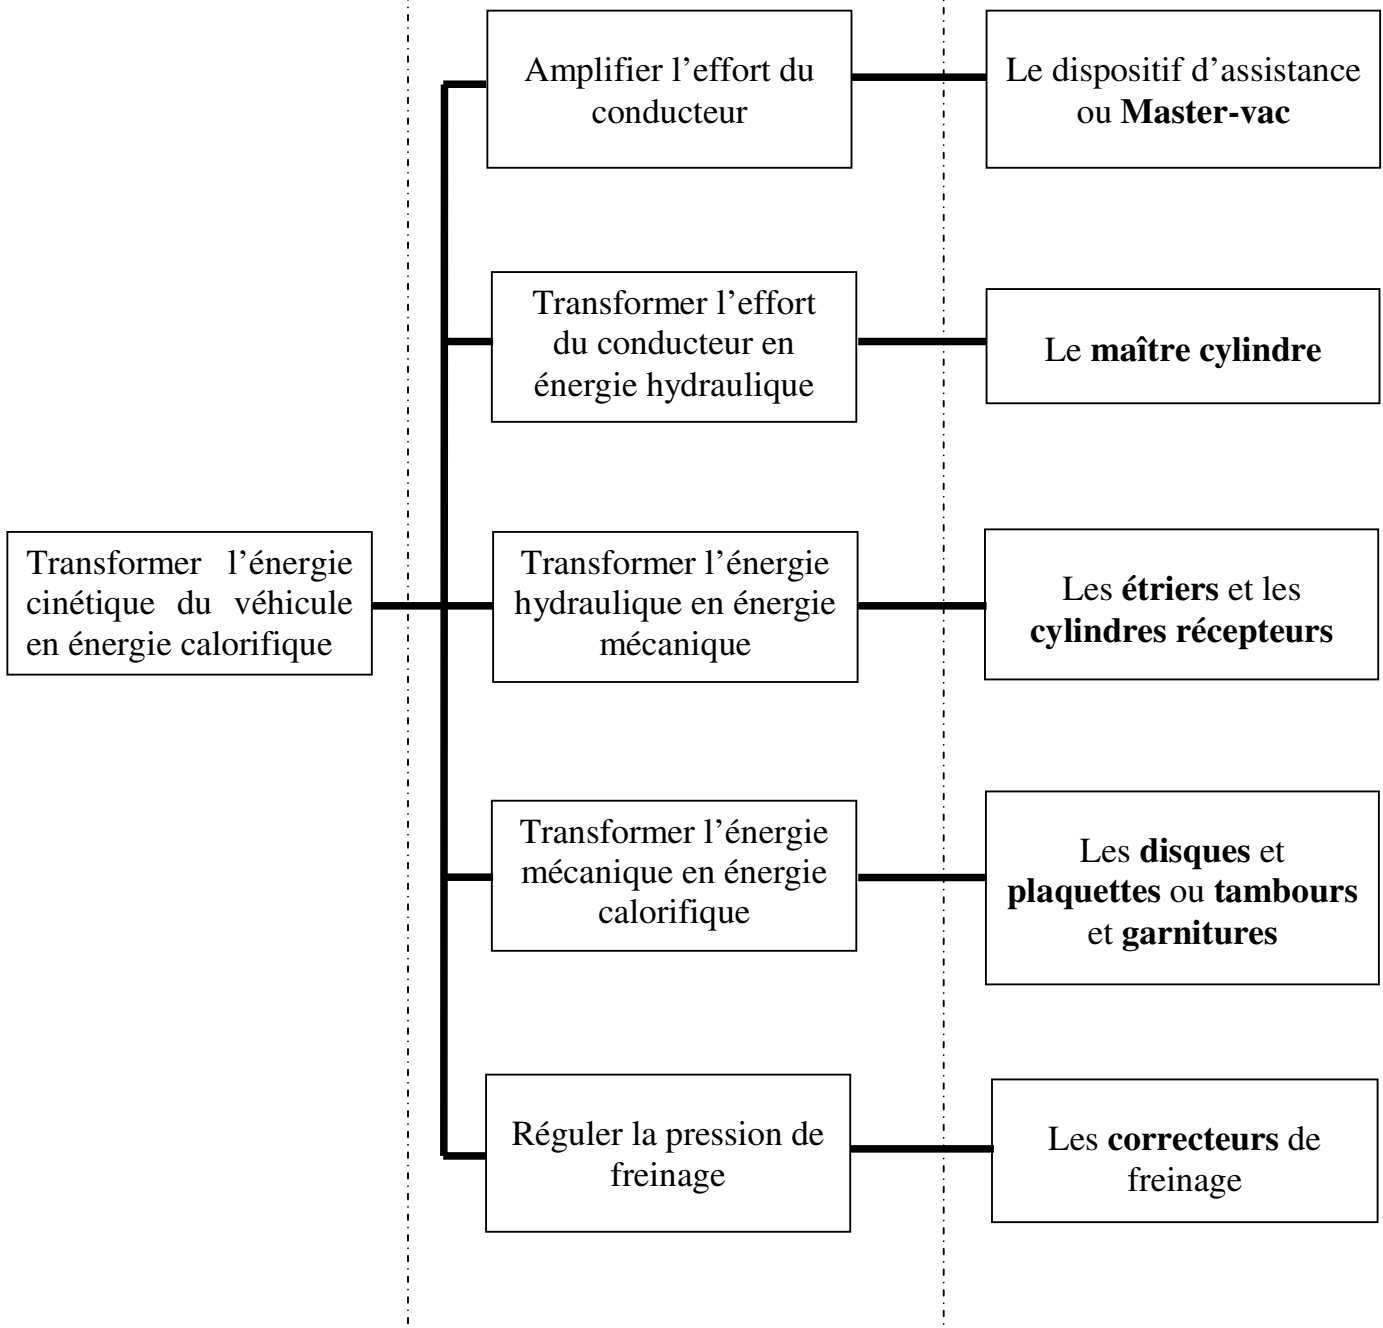 Amplifier l’effort du
conducteur
Le dispositif d’assistance
ou Master-vac
Transformer l’effort
du conducteur en
énergie hydraulique
Le maître cylindre
Transformer l’énergie
cinétique du véhicule
en énergie calorifique
Transformer l’énergie
hydraulique en énergie
mécanique
Les étriers et les
cylindres récepteurs
Transformer l’énergie
mécanique en énergie
calorifique
Les disques et
plaquettes ou tambours
et garnitures
Réguler la pression de
freinage
Les correcteurs de
freinage